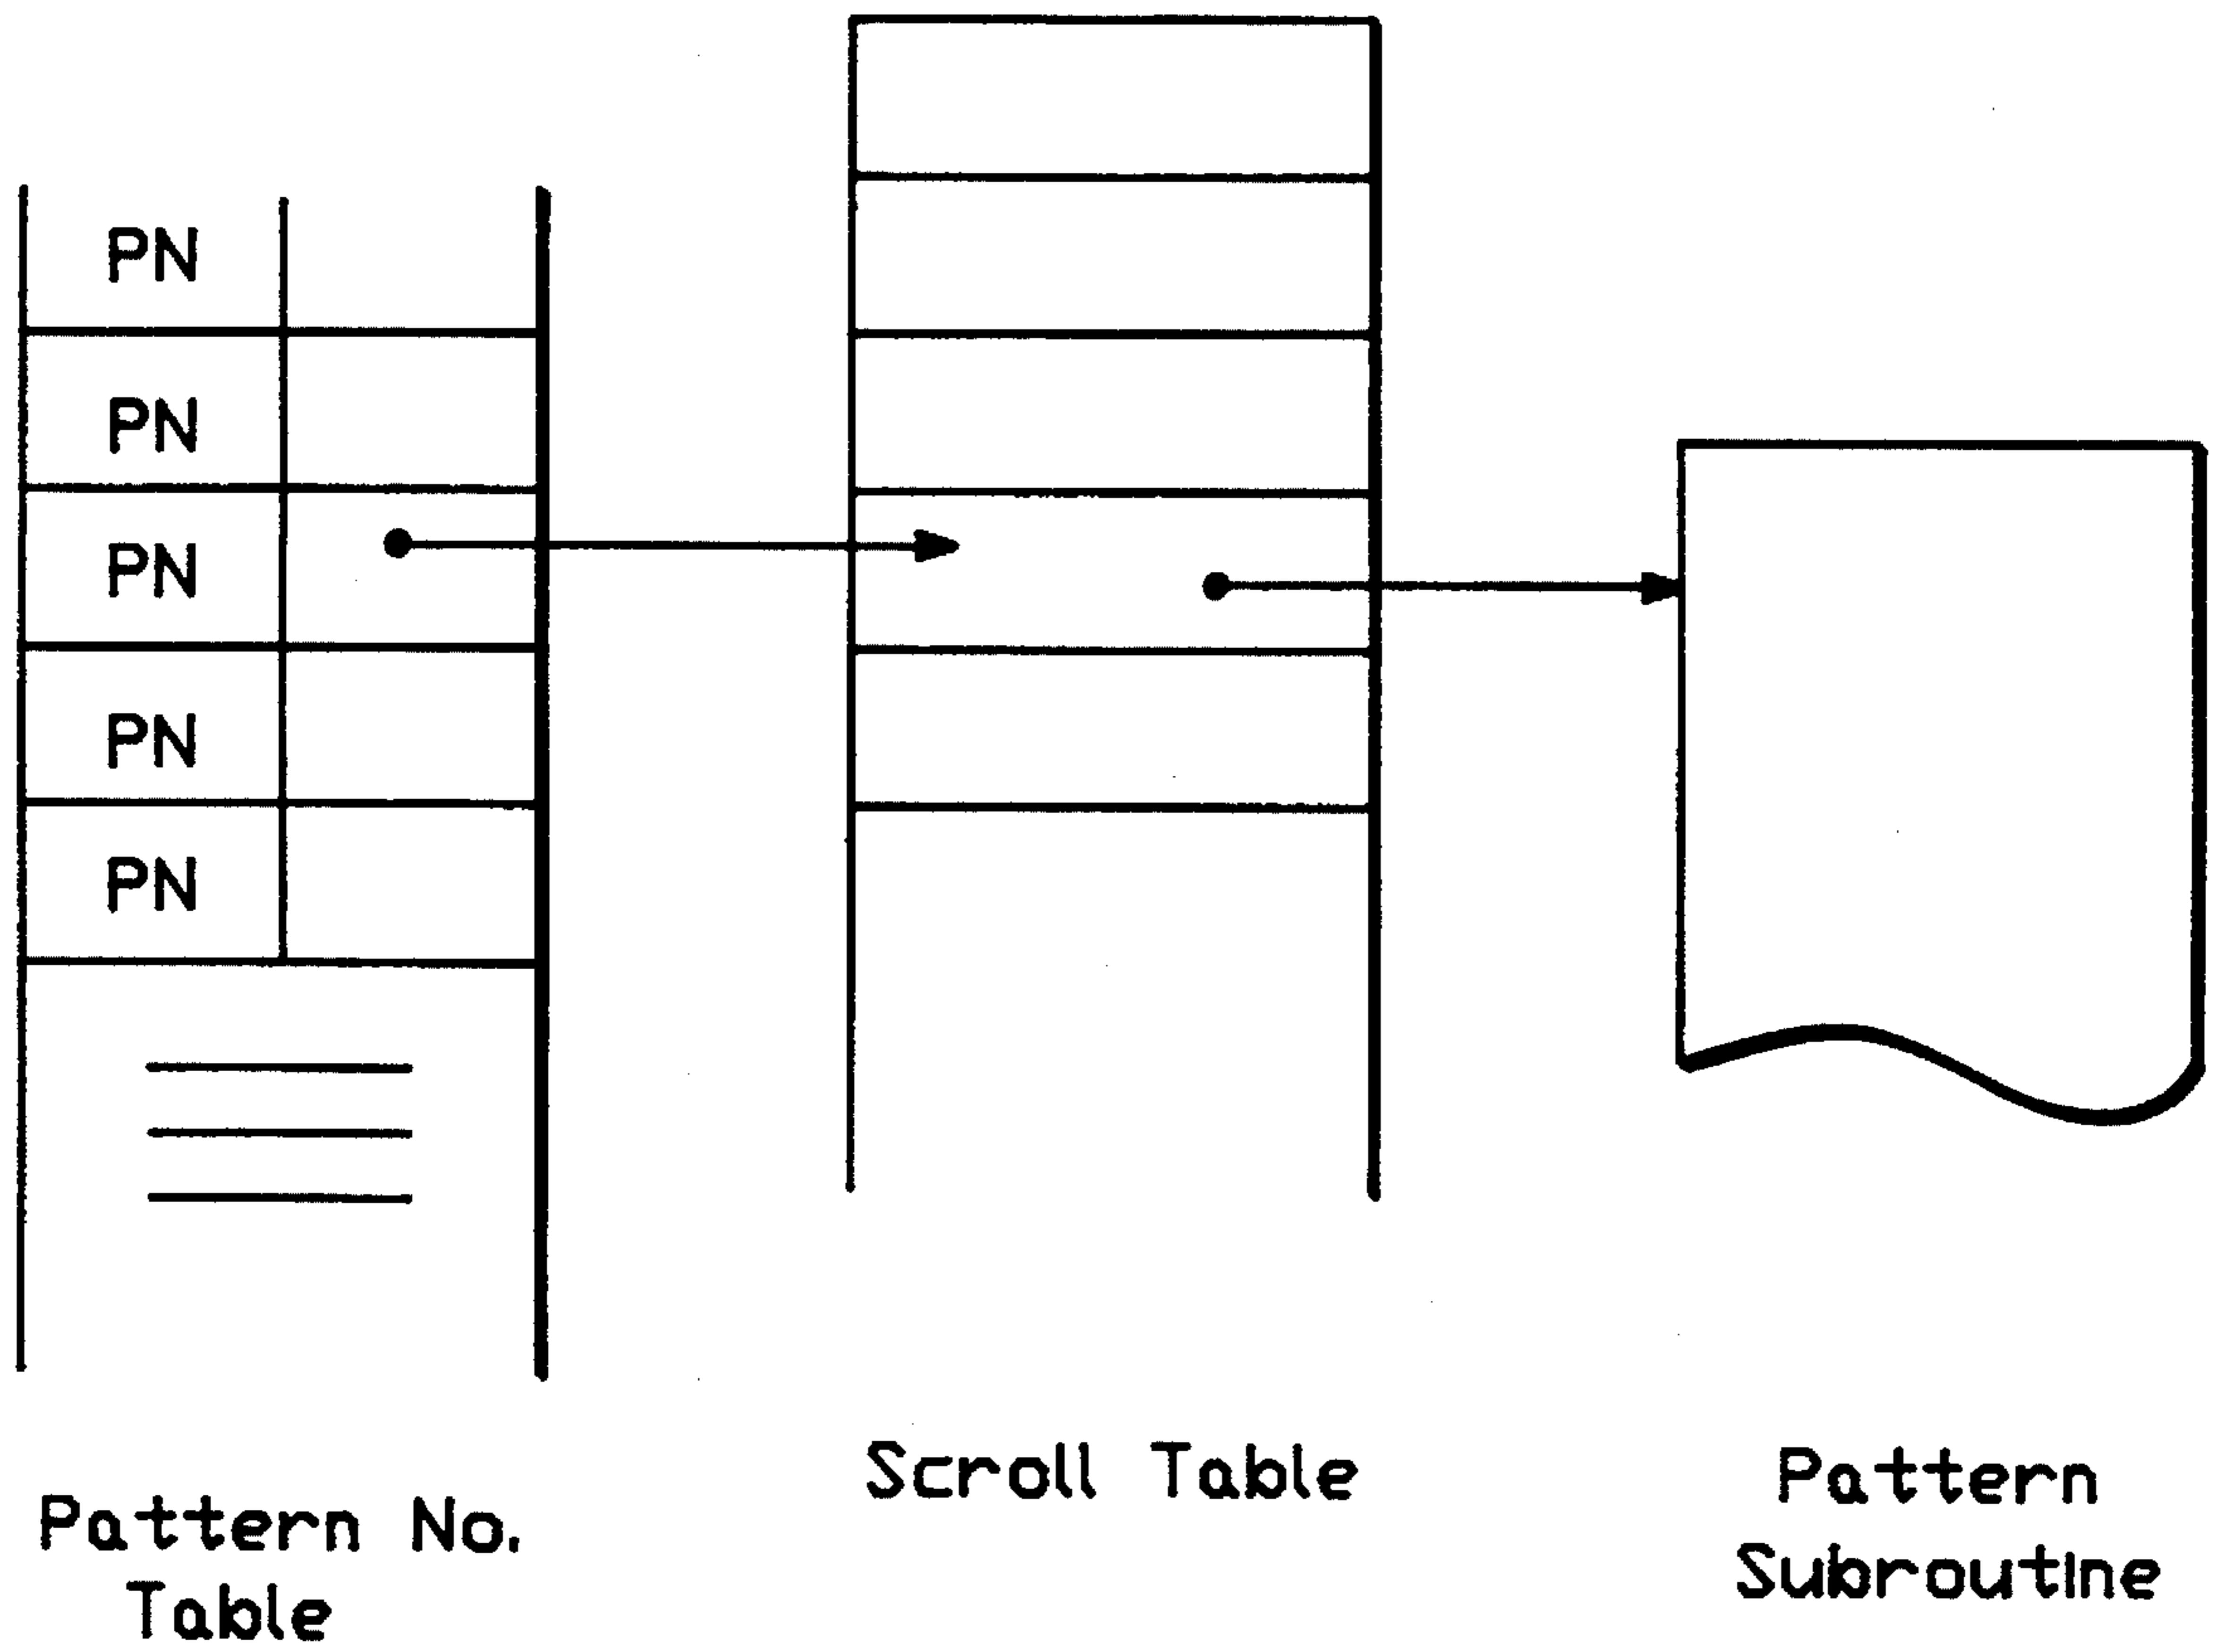 PN
PN
PN
PN
PN
Pattern No.
Table
Scroll Table
Pattern
Subroutine